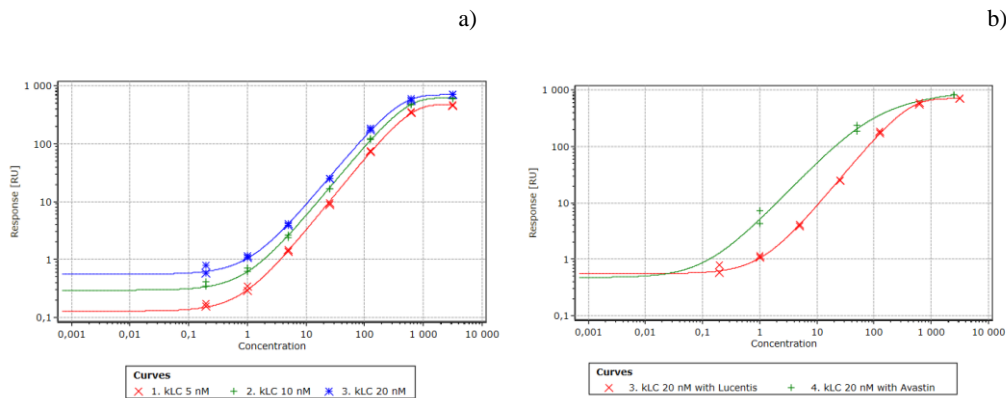 a)
b)
1 000
100
10
1
0,1
Response [RU]
0,001 0,01 0,1 1 10 100 1 000 10 000
Concentration
Curves
1. kLC 5 nM 2. kLC 10 nM 3. kLC 20 nM
1 000
100
10
1
0,1
Response [RU]
0,001 0,01 0,1 1 10 100 1 000 10 000
Concentration
Curves
3. kLC 20 nM with Lucentis 4. kLC 20 nM with Avastin